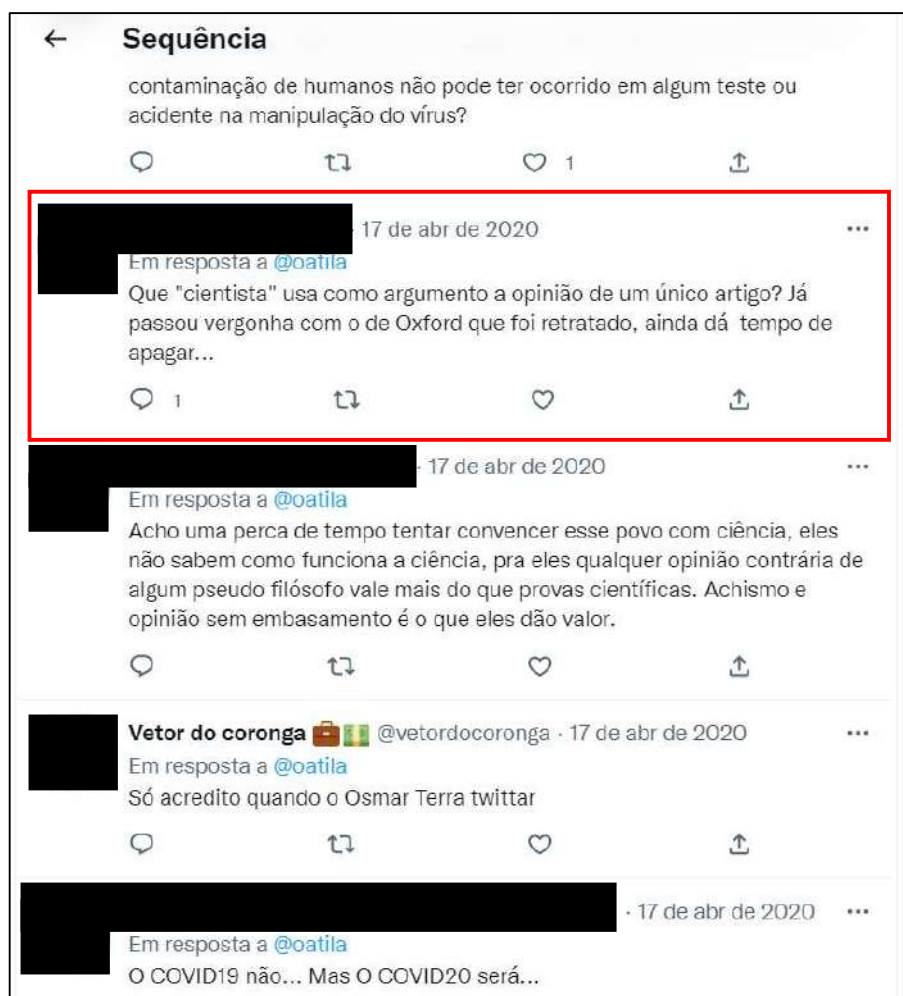 Sequência
contaminação de humanos não pode ter ocorrido em algum teste ou
acidente na manipulação do vírus?
1
· 17 de abr de 2020
Em resposta a @oatila
Que "cientista" usa como argumento a opinião de um único artigo? Já
passou vergonha com o de Oxford que foi retratado, ainda dá tempo de
apagar...
1
· 17 de abr de 2020
Em resposta a @oatila
Acho uma perca de tempo tentar convencer esse povo com ciência, eles
não sabem como funciona a ciência, pra eles qualquer opinião contrária de
algum pseudo filósofo vale mais do que provas científicas. Achismo e
opinião sem embasamento é o que eles dão valor.
Vetor do coronga 💼💵 @vetordocoronga · 17 de abr de 2020
Em resposta a @oatila
Só acredito quando o Osmar Terra twittar
· 17 de abr de 2020
Em resposta a @oatila
O COVID19 não... Mas O COVID20 será...